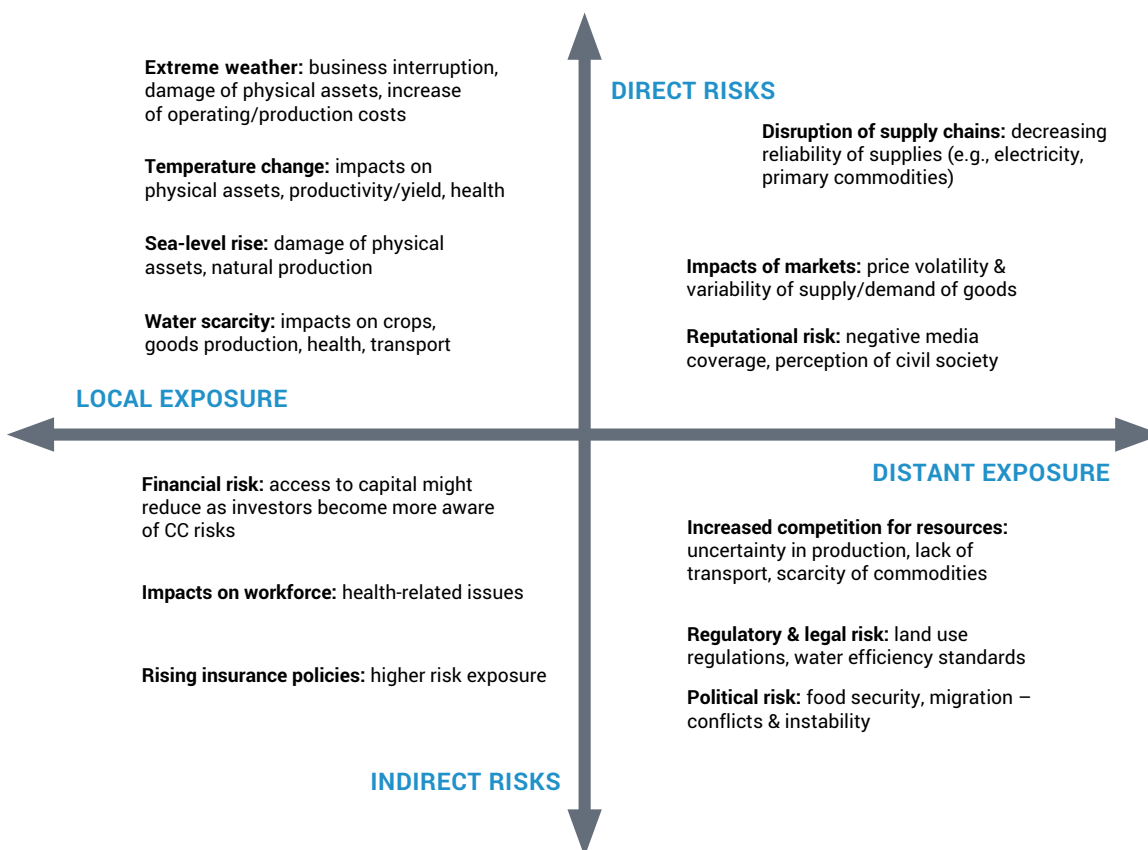 Extreme weather: business interruption,
damage of physical assets, increase
of operating/production costs
Temperature change: impacts on
physical assets, productivity/yield, health
Sea-level rise: damage of physical
assets, natural production
Water scarcity: impacts on crops,
goods production, health, transport
LOCAL EXPOSURE
DIRECT RISKS
Disruption of supply chains: decreasing
reliability of supplies (e.g., electricity,
primary commodities)
Impacts of markets: price volatility &
variability of supply/demand of goods
Reputational risk: negative media
coverage, perception of civil society
Financial risk: access to capital might
reduce as investors become more aware
of CC risks
Impacts on workforce: health-related issues
Rising insurance policies: higher risk exposure
INDIRECT RISKS
DISTANT EXPOSURE
Increased competition for resources:
uncertainty in production, lack of
transport, scarcity of commodities
Regulatory & legal risk: land use
regulations, water efficiency standards
Political risk: food security, migration –
conflicts & instability